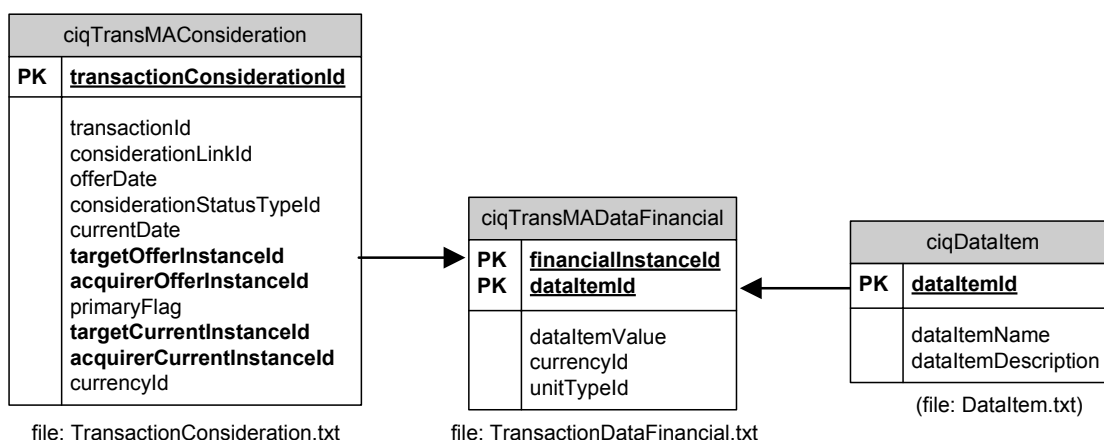 ciqTransMAConsideration
PK transactionConsiderationId
transactionId
considerationLinkId
offerDate
considerationStatusTypeId
currentDate
targetOfferInstanceId
acquirerOfferInstanceId
primaryFlag
targetCurrentInstanceId
acquirerCurrentInstanceId
currencyId
file: TransactionConsideration.txt
ciqTransMADataFinancial
PK financialInstanceId
PK dataItemId
dataItemValue
currencyId
unitTypeId
file: TransactionDataFinancial.txt
ciqDataItem
PK dataItemId
dataItemName
dataItemDescription
(file: DataItem.txt)